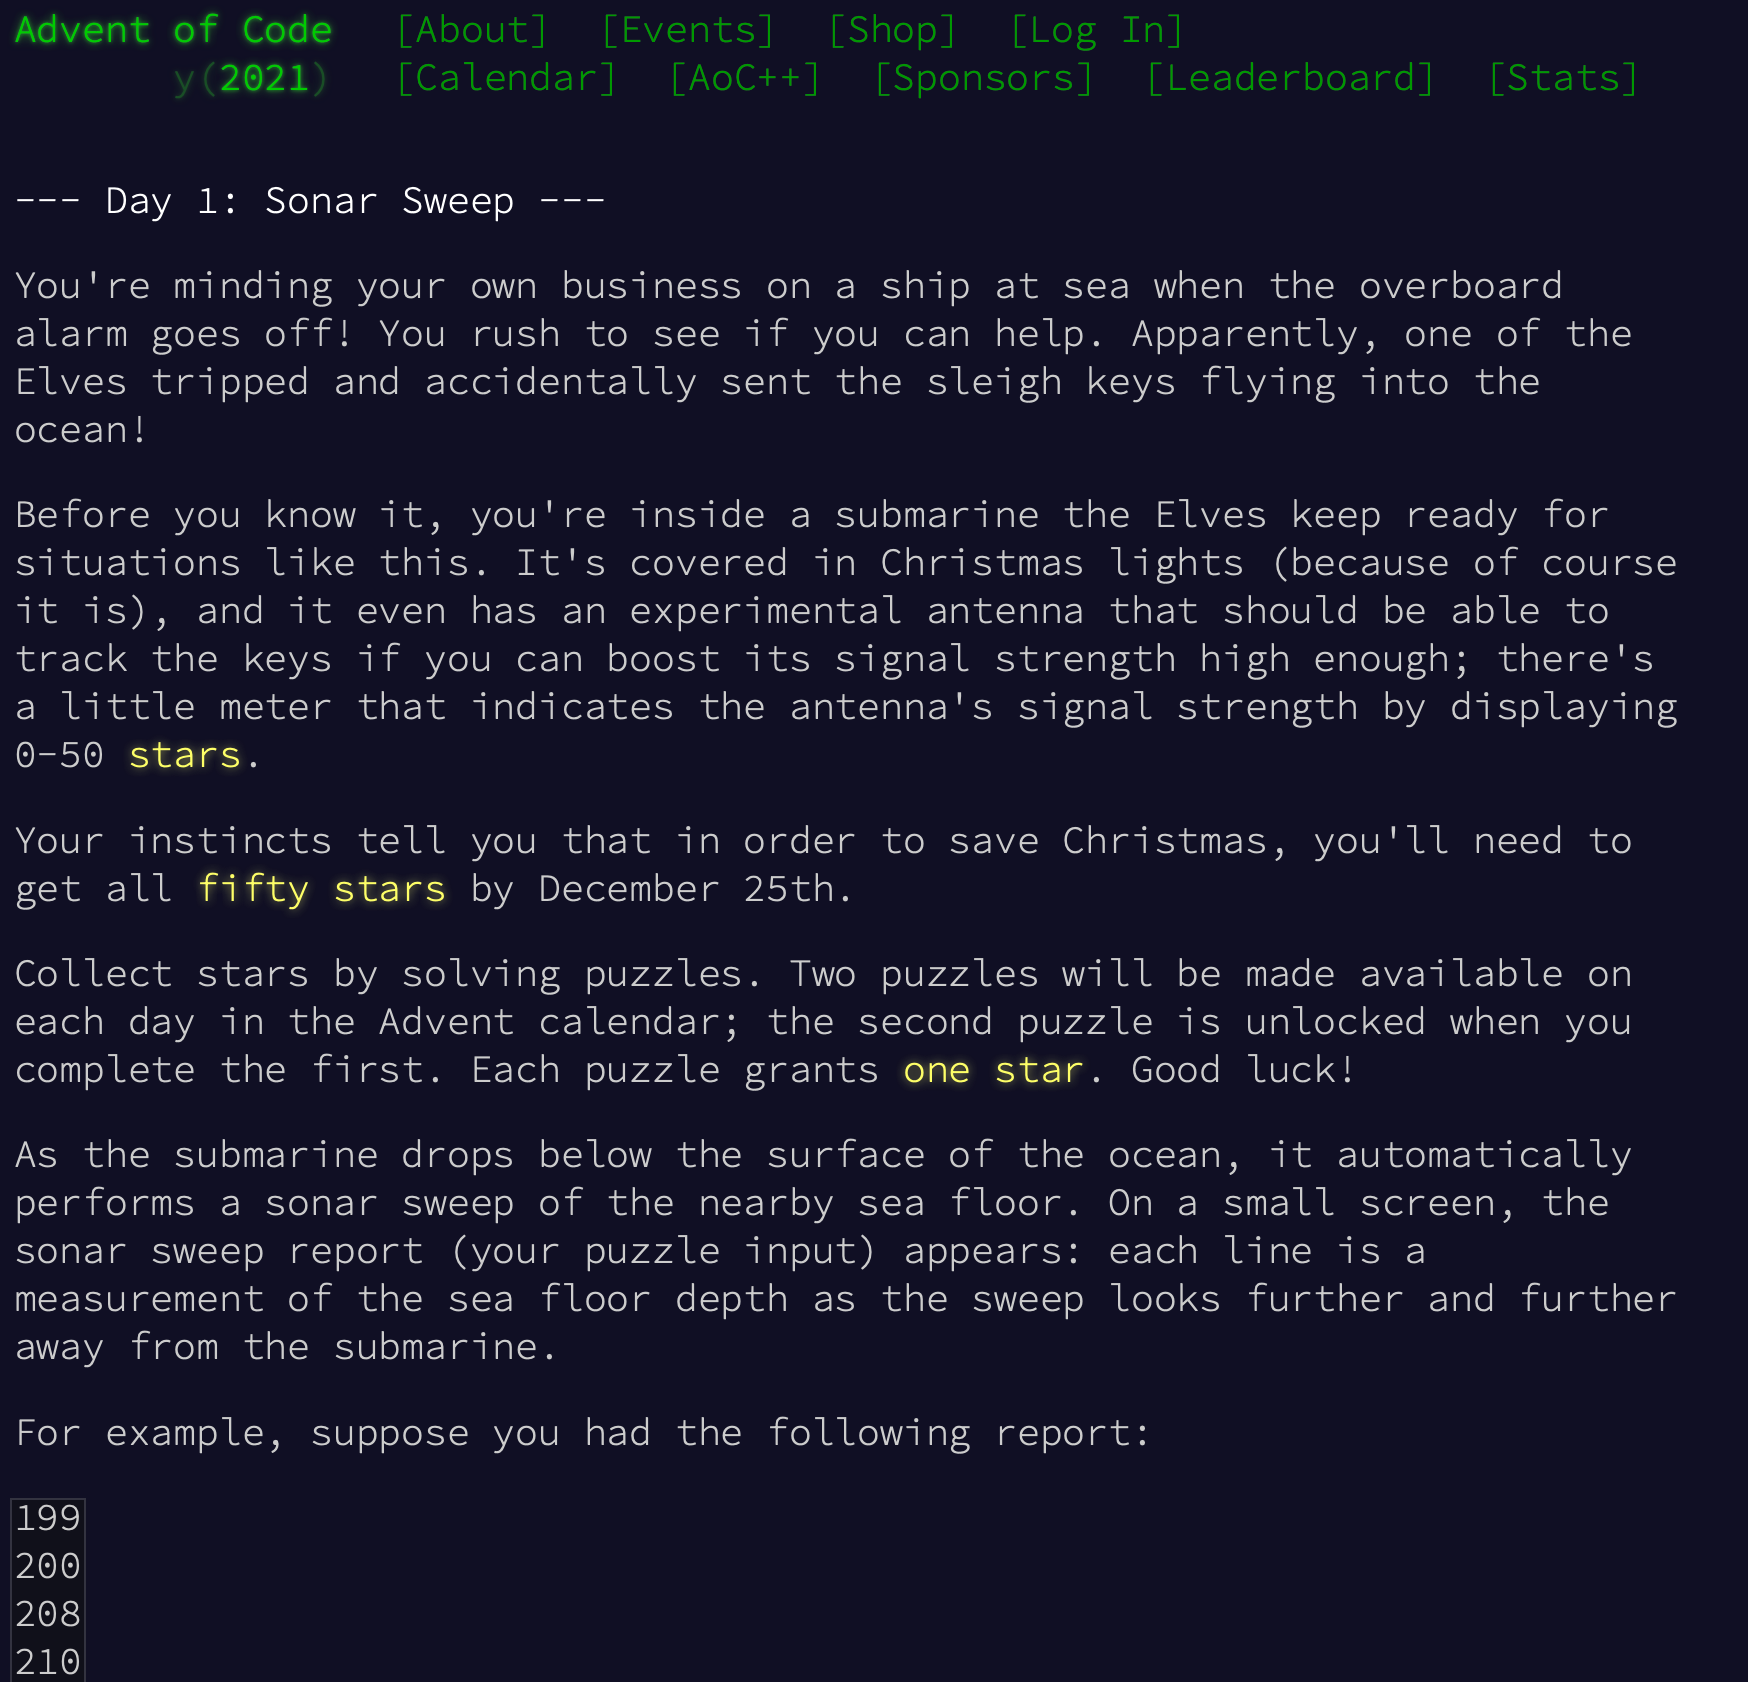 Advent of Code [About] [Events] [Shop] [Log In]
y(2021) [Calendar] [AoC++] [Sponsors] [Leaderboard] [Stats]
--- Day 1: Sonar Sweep ---
You're minding your own business on a ship at sea when the overboard
alarm goes off! You rush to see if you can help. Apparently, one of the
Elves tripped and accidentally sent the sleigh keys flying into the
ocean!
Before you know it, you're inside a submarine the Elves keep ready for
situations like this. It's covered in Christmas lights (because of course
it is), and it even has an experimental antenna that should be able to
track the keys if you can boost its signal strength high enough; there's
a little meter that indicates the antenna's signal strength by displaying
0-50 stars.
Your instincts tell you that in order to save Christmas, you'll need to
get all fifty stars by December 25th.
Collect stars by solving puzzles. Two puzzles will be made available on
each day in the Advent calendar; the second puzzle is unlocked when you
complete the first. Each puzzle grants one star. Good luck!
As the submarine drops below the surface of the ocean, it automatically
performs a sonar sweep of the nearby sea floor. On a small screen, the
sonar sweep report (your puzzle input) appears: each line is a
measurement of the sea floor depth as the sweep looks further and further
away from the submarine.
For example, suppose you had the following report:
199
200
208
210